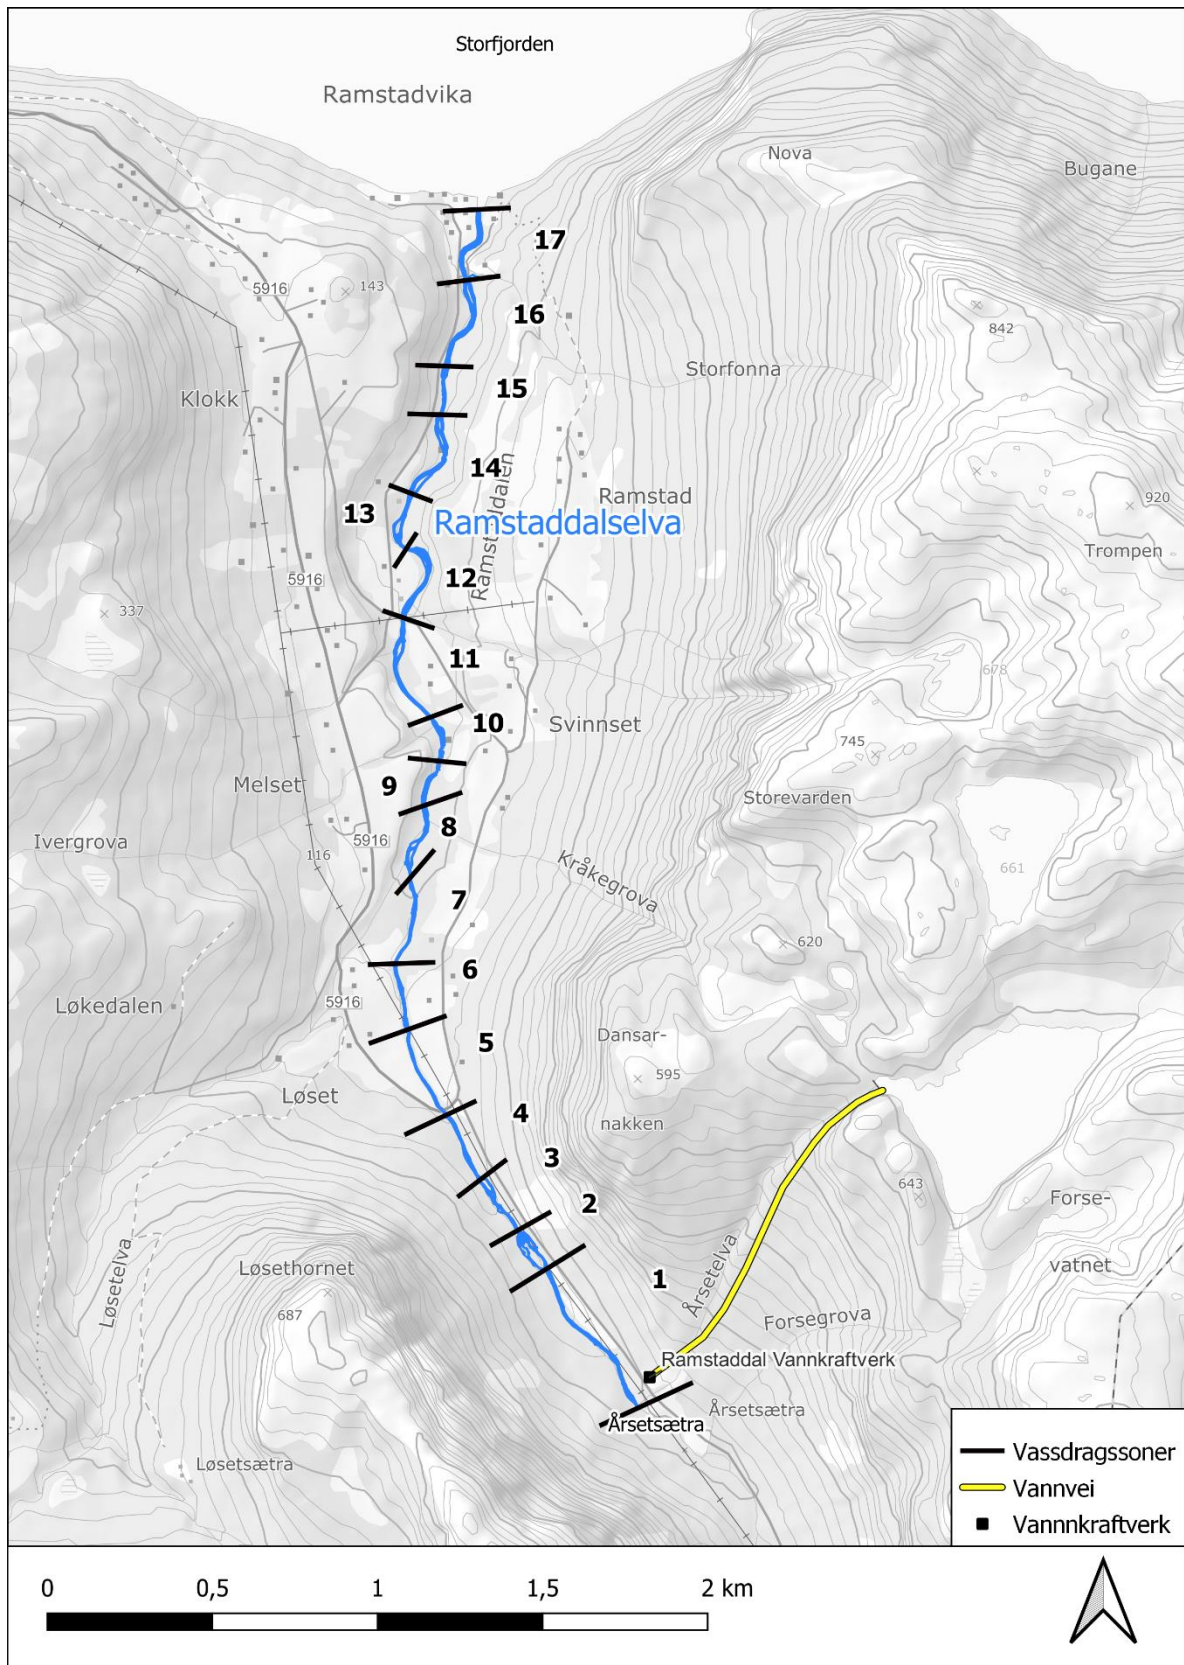 Storfjorden
Ramstadvika
Nova
Bugane
17
5916
143
16
842
Storfonna
Klokk
15
14
Ramstaddalen
Ramstad
920
13
Ramstaddalselva
Trompen
5916
12
337
11
678
10
Svinnset
745
Melset
9
Storevarden
8
5916
Ivergrova
116
Kråkegrova
661
7
620
6
Løkedalen
5916
Dansar-
5
595
Løset
4
nakken
3
643
Forse-
2
Løsetelva
Løsethornet
1
Årsetelva
vatnet
687
Forsegrova
Ramstaddal Vannkraftverk
Årsetsætra
Årsetsætra
Løsetsætra
Vassdragssoner
Vannvei
Vannnkraftverk
0 0,5 1 1,5 2 km